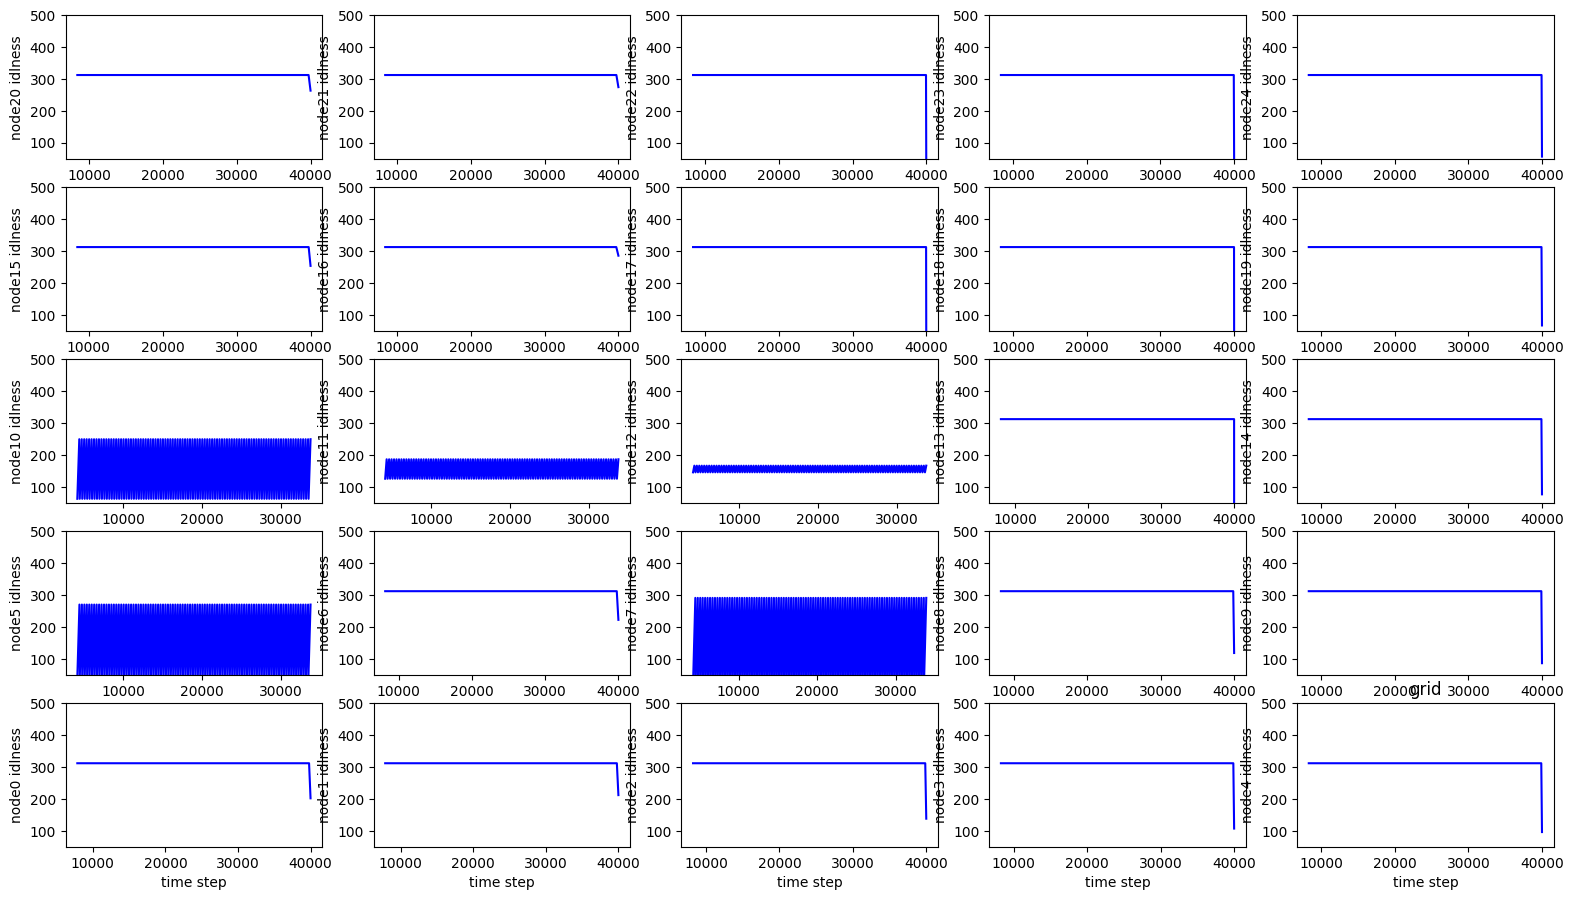 500 500 500 500 500
400 400 400 400 400
300 300 300 300 300
200 200 200 200 200
100 100 100 100 100
node20 idlness node21 idlness node22 idlness node23 idlness node24 idlness
10000 20000 30000 40000 10000 20000 30000 40000 10000 20000 30000 40000 10000 20000 30000 40000 10000 20000 30000 40000
500 500 500 500 500
400 400 400 400 400
300 300 300 300 300
200 200 200 200 200
100 100 100 100 100
node15 idlness node16 idlness node17 idlness node18 idlness node19 idlness
10000 20000 30000 40000 10000 20000 30000 40000 10000 20000 30000 40000 10000 20000 30000 40000 10000 20000 30000 40000
500 500 500 500 500
400 400 400 400 400
300 300 300 300 300
200 200 200 200 200
100 100 100 100 100
node10 idlness node11 idlness node12 idlness node13 idlness node14 idlness
10000 20000 30000 10000 20000 30000 10000 20000 30000 10000 20000 30000 40000 10000 20000 30000 40000
500 500 500 500 500
400 400 400 400 400
300 300 300 300 300
200 200 200 200 200
100 100 100 100 100
node5 idlness node6 idlness node7 idlness node8 idlness node9 idlness
10000 20000 30000 10000 20000 30000 40000 10000 20000 30000 10000 20000 30000 40000 10000 20000 30000 40000
grid
500 500 500 500 500
400 400 400 400 400
300 300 300 300 300
200 200 200 200 200
100 100 100 100 100
node0 idlness node1 idlness node2 idlness node3 idlness node4 idlness
10000 20000 30000 40000 10000 20000 30000 40000 10000 20000 30000 40000 10000 20000 30000 40000 10000 20000 30000 40000
time step time step time step time step time step